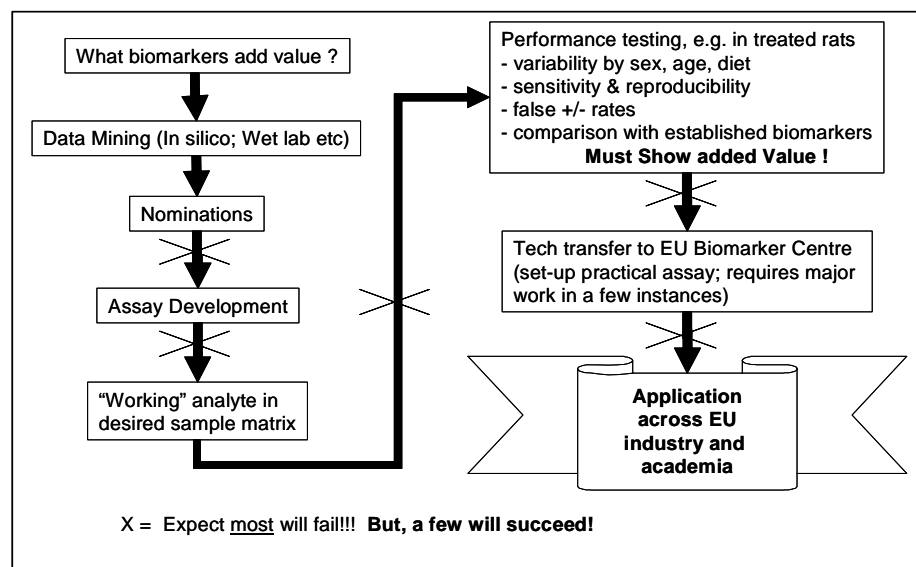 What biomarkers add value ?
Data Mining (In silico; Wet lab etc)
Nominations
Assay Development
“Working” analyte in
desired sample matrix
Performance testing, e.g. in treated rats
- variability by sex, age, diet
- sensitivity & reproducibility
- false +/- rates
- comparison with established biomarkers
Must Show added Value !
Tech transfer to EU Biomarker Centre
(set-up practical assay; requires major
work in a few instances)
Application
across EU
industry and
academia
X = Expect most will fail!!! But, a few will succeed!